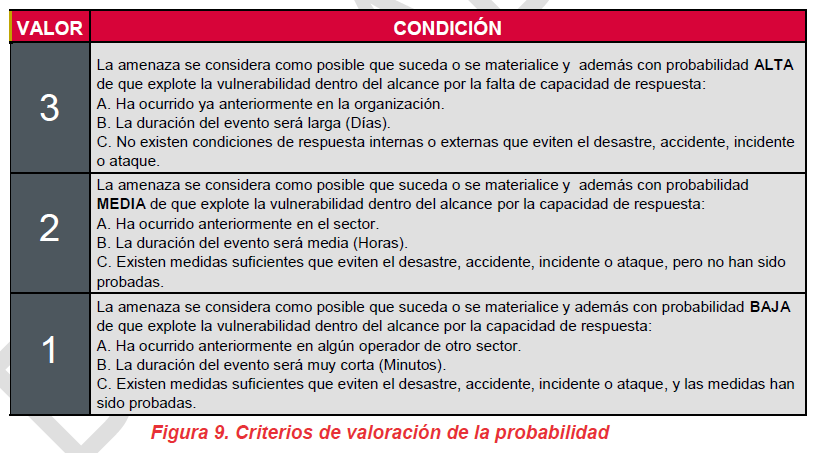 VALOR CONDICIÓN
3
La amenaza se considera como posible que suceda o se materialice y además con probabilidad ALTA
de que explote la vulnerabilidad dentro del alcance por la falta de capacidad de respuesta:
A. Ha ocurrido ya anteriormente en la organización.
B. La duración del evento será larga (Días).
C. No existen condiciones de respuesta internas o externas que eviten el desastre, accidente, incidente
o ataque.
2
La amenaza se considera como posible que suceda o se materialice y además con probabilidad
MEDIA de que explote la vulnerabilidad dentro del alcance por la capacidad de respuesta:
A. Ha ocurrido anteriormente en el sector.
B. La duración del evento será media (Horas).
C. Existen medidas suficientes que eviten el desastre, accidente, incidente o ataque, pero no han sido
probadas.
1
La amenaza se considera como posible que suceda o se materialice y además con probabilidad BAJA
de que explote la vulnerabilidad dentro del alcance por la capacidad de respuesta:
A. Ha ocurrido anteriormente en algún operador de otro sector.
B. La duración del evento será muy corta (Minutos).
C. Existen medidas suficientes que eviten el desastre, accidente, incidente o ataque, y las medidas han
sido probadas.
Figura 9. Criterios de valoración de la probabilidad